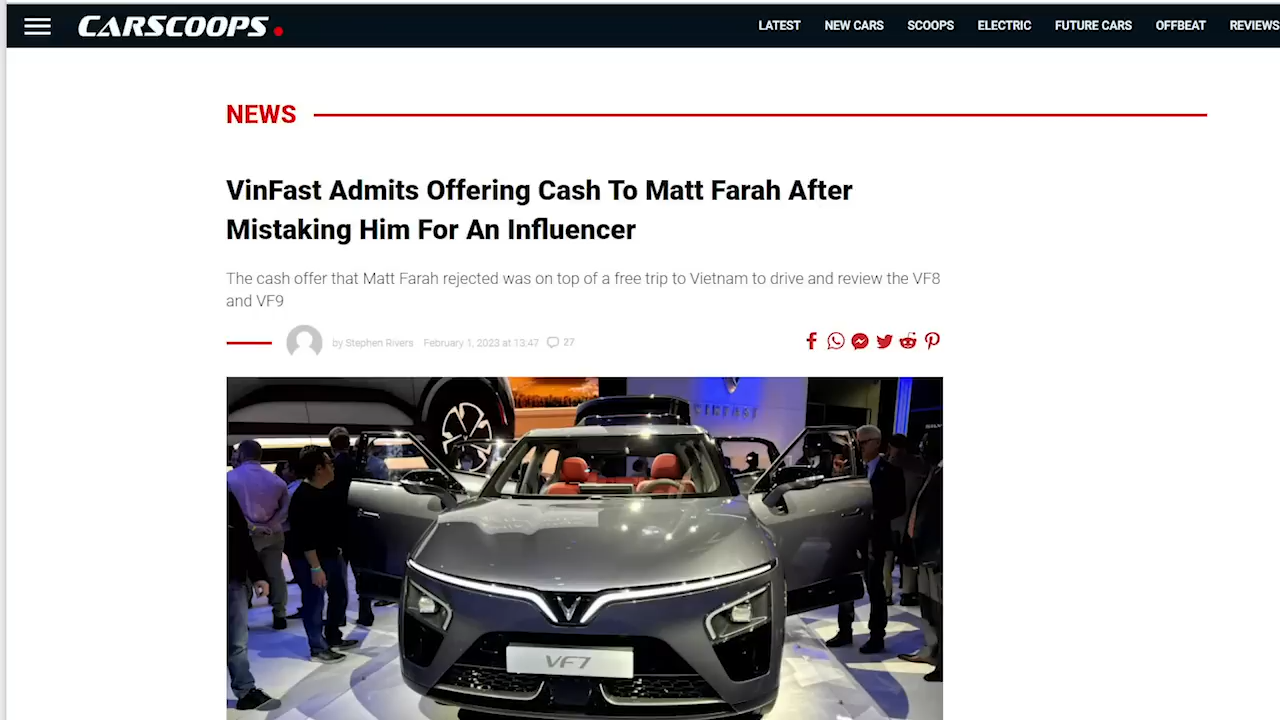 CARSCOOPS
LATEST NEW CARS SCOOPS ELECTRIC FUTURE CARS OFFBEAT REVIEWS
NEWS
VinFast Admits Offering Cash To Matt Farah After
Mistaking Him For An Influencer
The cash offer that Matt Farah rejected was on top of a free trip to Vietnam to drive and review the VF8
and VF9
by Stephen Rivers February 1, 2023 at 13:47 27
VINFAST
VF7